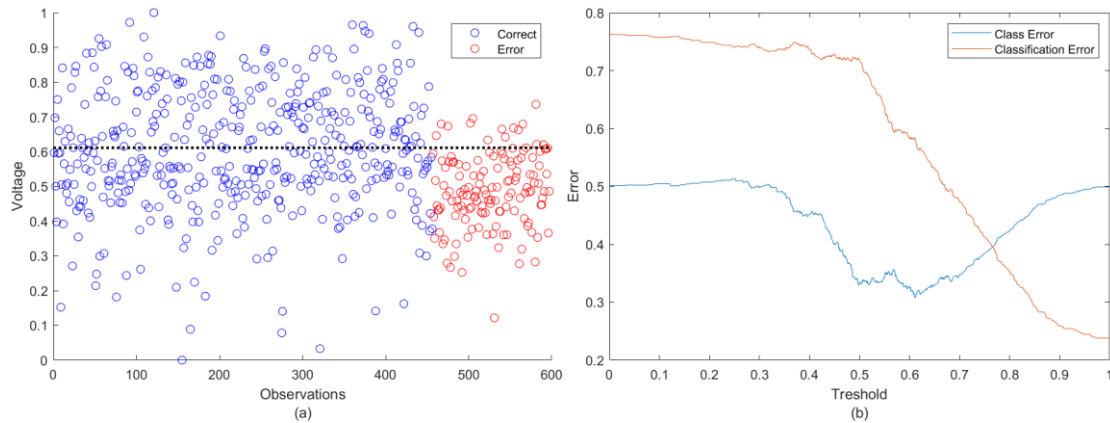 1
0.9
0.8
0.7
0.6
0.5
0.4
0.3
0.2
0.1
0
Voltage
Correct
Error
0 100 200 300 400 500 600
Observations
(a)
0.8
0.7
0.6
0.5
0.4
0.3
0.2
Error
Class Error
Classification Error
0 0.1 0.2 0.3 0.4 0.5 0.6 0.7 0.8 0.9 1
Treshold
(b)